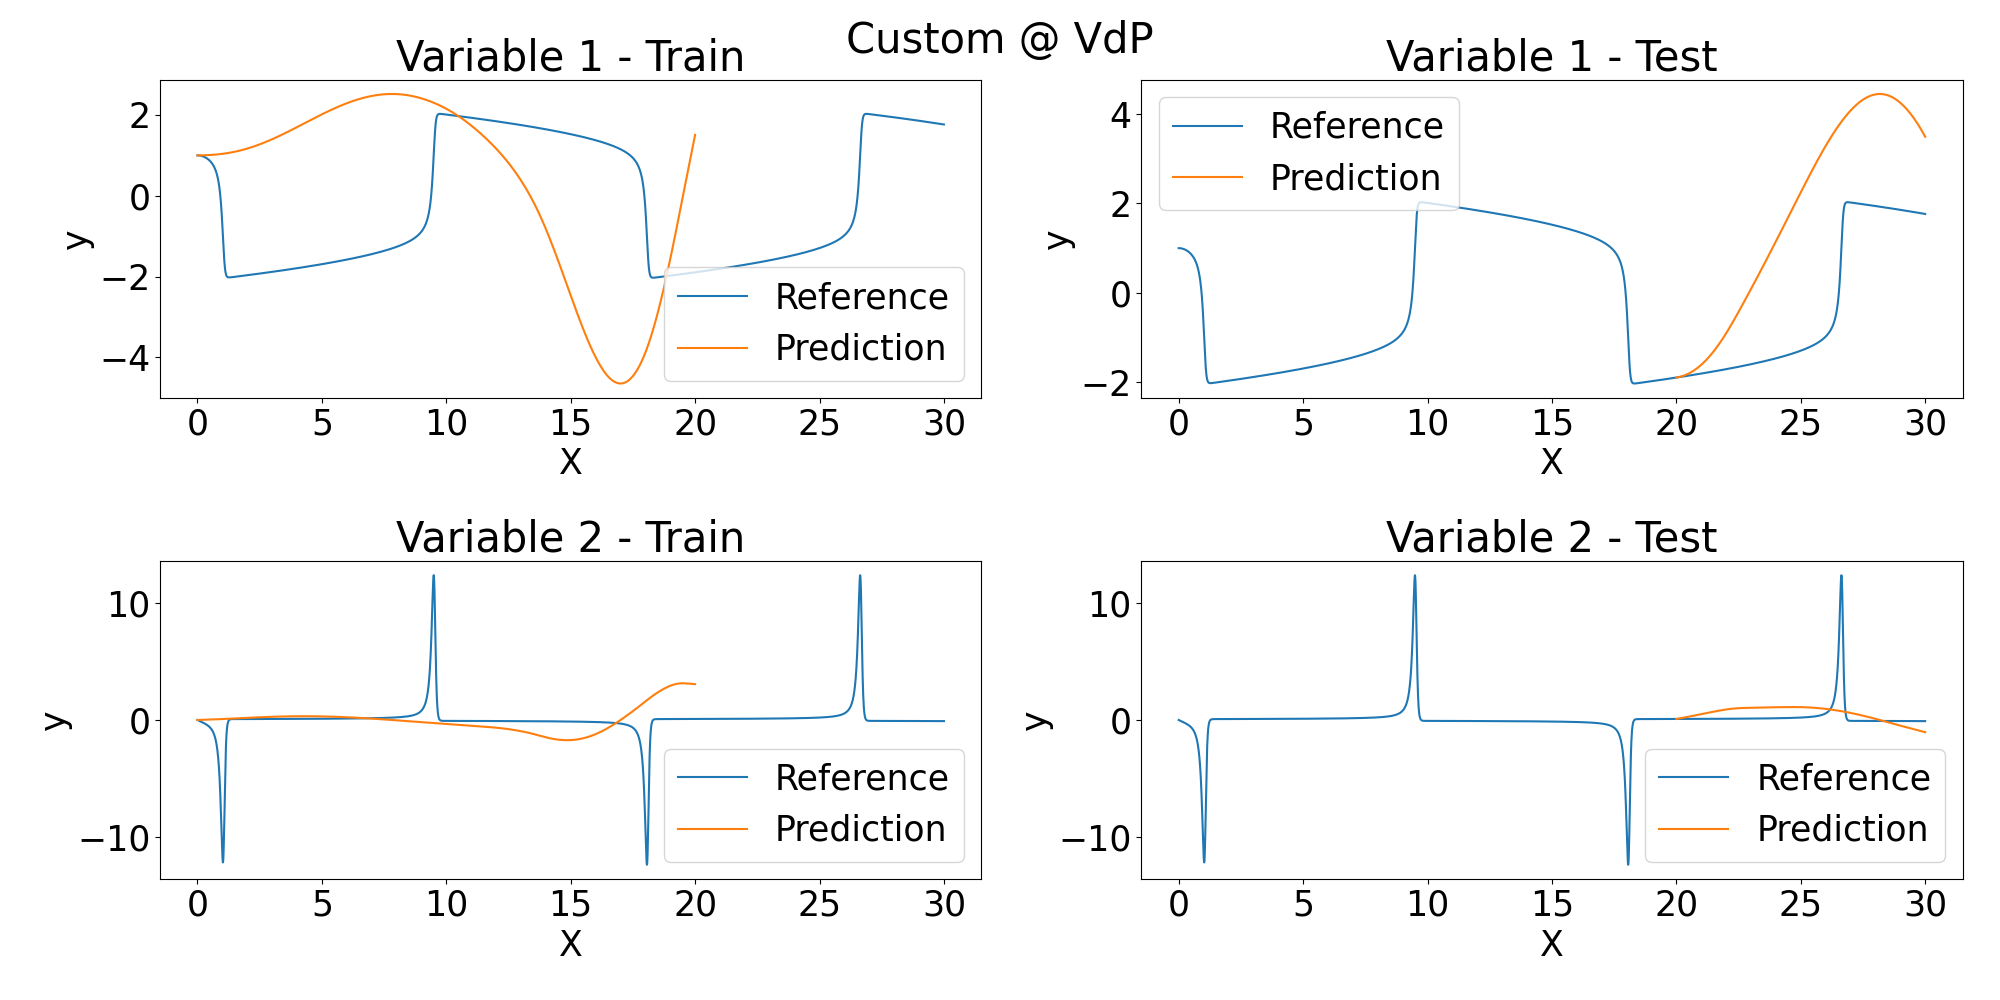 Custom @ VdP
Variable 1 - Train
2
0
−2
−4
y
Reference
Prediction
0 5 10 15 20 25 30
X
Variable 1 - Test
4
2
0
−2
y
Reference
Prediction
0 5 10 15 20 25 30
X
Variable 2 - Train
10
0
−10
y
Reference
Prediction
0 5 10 15 20 25 30
X
Variable 2 - Test
10
0
−10
y
Reference
Prediction
0 5 10 15 20 25 30
X